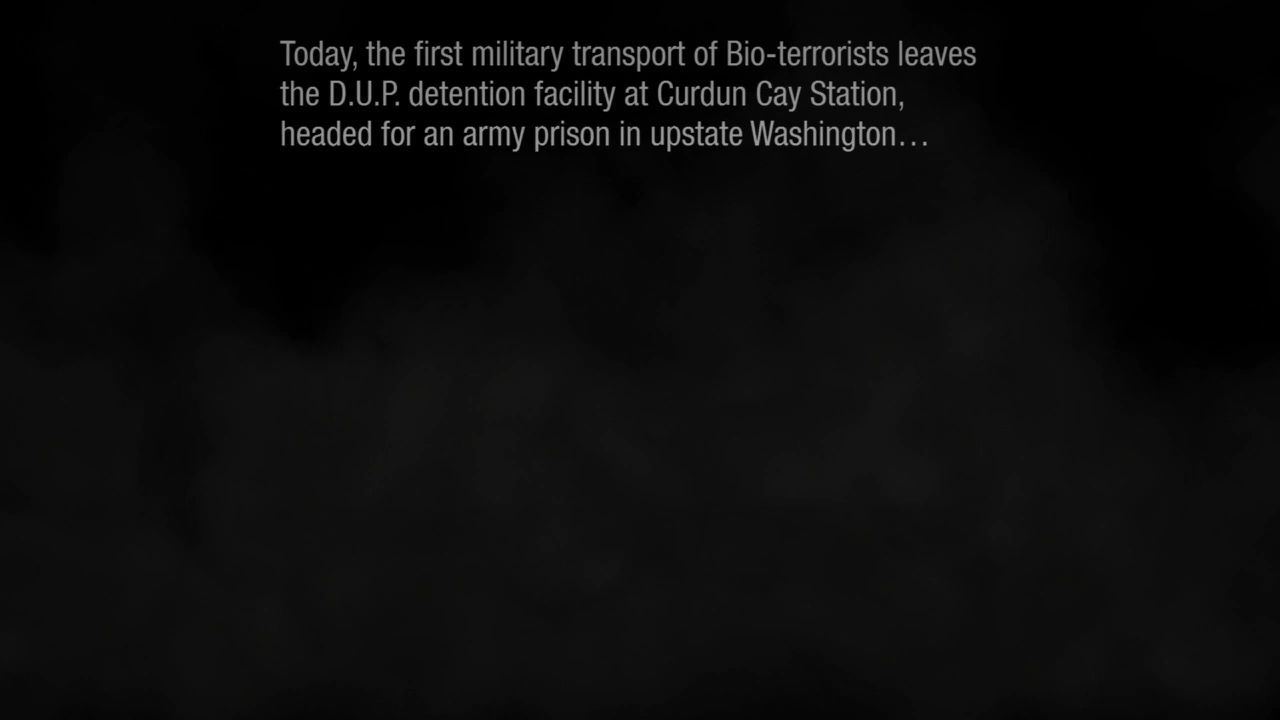 Today, the first military transport of Bio-terrorists leaves
the D.U.P. detention facility at Curdun Cay Station,
headed for an army prison in upstate Washington…